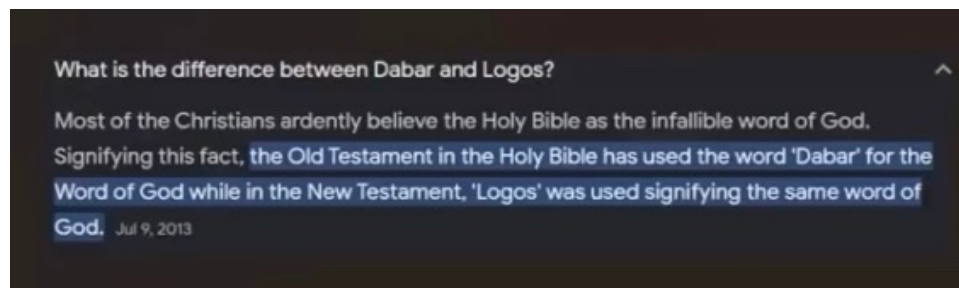 What is the difference between Dabar and Logos?
Most of the Christians ardently believe the Holy Bible as the infallible word of God.
Signifying this fact, the Old Testament in the Holy Bible has used the word 'Dabar' for the
Word of God while in the New Testament, 'Logos' was used signifying the same word of
God. Jul 9, 2013